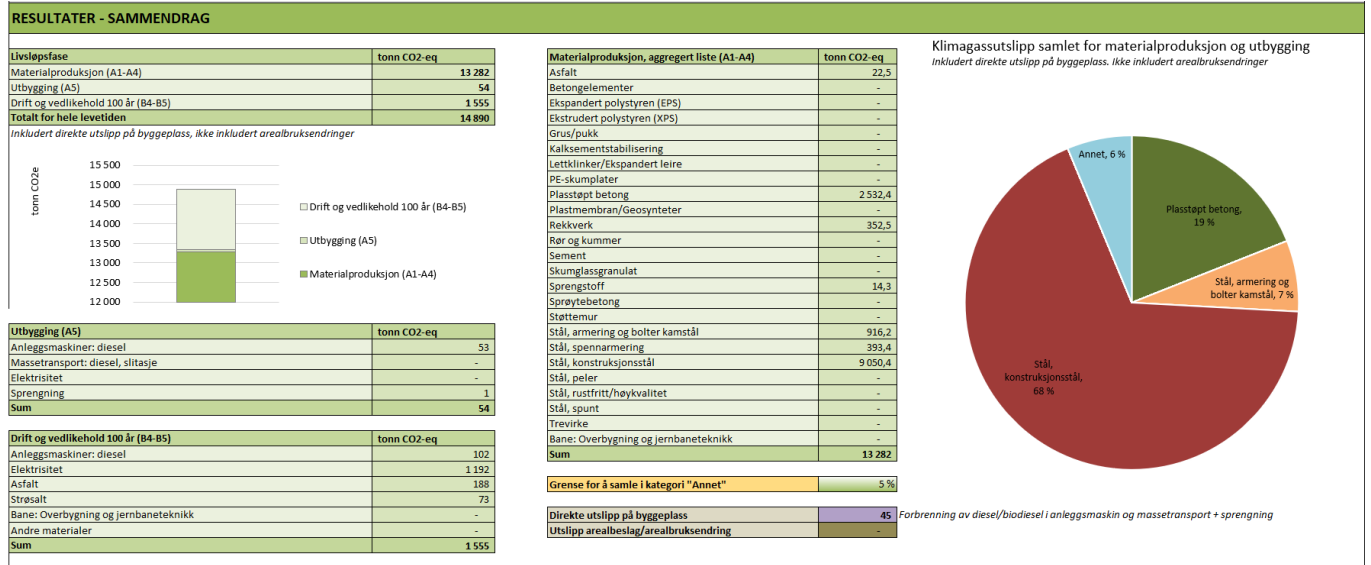 RESULTATER - SAMMENDRAG
Livsløpsfase tonn CO2-eq
Materialproduksjon (A1-A4) 13 282
Utbygging (A5) 54
Drift og vedlikehold 100 år (B4-B5) 1 555
Totalt for hele levetiden 14 890
Inkludert direkte utslipp på byggeplass, ikke inkludert arealbruksendringer
tonn CO2e
15 500
15 000
14 500
14 000
13 500
13 000
12 500
12 000
Drift og vedlikehold 100 år (B4-B5)
Utbygging (A5)
Materialproduksjon (A1-A4)
Utbygging (A5) tonn CO2-eq
Anleggsmaskiner: diesel 53
Massetransport: diesel, slitasje -
Elektrisitet -
Sprengning 1
Sum 54
Drift og vedlikehold 100 år (B4-B5) tonn CO2-eq
Anleggsmaskiner: diesel 102
Elektrisitet 1 192
Asfalt 188
Strøsalt 73
Bane: Overbygning og jernbaneteknikk -
Andre materialer -
Sum 1 555
Materialproduksjon, aggregert liste (A1-A4) tonn CO2-eq
Asfalt 22,5
Betongelementer -
Ekspandert polystyren (EPS) -
Ekstrudert polystyren (XPS) -
Grus/pukk -
Kalksementstabilisering -
Lettklinker/Ekspandert leire -
PE-skumplater -
Plasstøpt betong 2 532,4
Plastmembran/Geosynteter -
Rekkverk 352,5
Rør og kummer -
Sement -
Skumglassgranulat -
Sprengstoff 14,3
Sprøytebetong -
Støttemur -
Stål, armering og bolter kamstål 916,2
Stål, spennarmering 393,4
Stål, konstruksjonsstål 9 050,4
Stål, peler -
Stål, rustfritt/høykvalitet -
Stål, spunt -
Trevirke -
Bane: Overbygning og jernbaneteknikk -
Sum 13 282
Grense for å samle i kategori "Annet" 5 %
Direkte utslipp på byggeplass 45 Forbrenning av diesel/biodiesel i anleggsmaskin og massetransport + sprengning
Utslipp arealbeslag/arealbruksendring -
Klimagassutslipp samlet for materialproduksjon og utbygging
Inkludert direkte utslipp på byggeplass. Ikke inkludert arealbruksendringer
Annet, 6 %
Plasstøpt betong,
19 %
Stål, armering og
bolter kamstål, 7 %
Stål,
konstruksjonsstål,
68 %